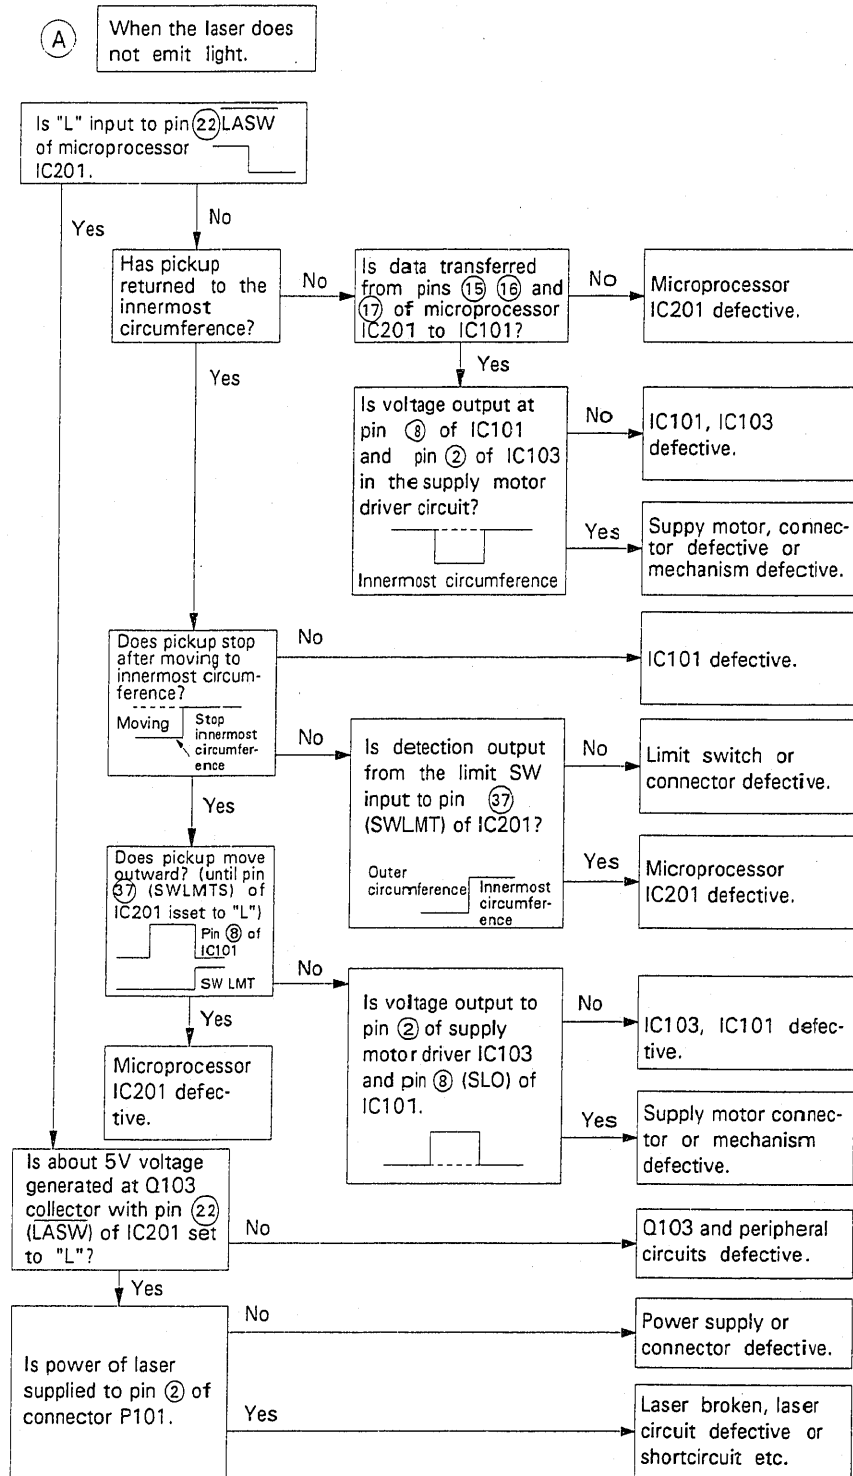 A
When the laser does
not emit light.
Is "L" input to pin 22 LASW
of microprocessor
IC201.
Yes
No
Has pickup
returned to the
innermost
circumference?
No
Is data transferred
from pins 15 16 and
17 of microprocessor
IC201 to IC101?
No
Microprocessor
IC201 defective.
Yes
Yes
Is voltage output at
pin 8 of IC101
and pin 2 of IC103
in the supply motor
driver circuit?
Innermost circumference
No
IC101, IC103
defective.
Yes
Suppy motor, connec-
tor defective or
mechanism defective.
Does pickup stop
after moving to
innermost circum-
ference?
Moving
Stop
innermost
circumfer-
ence
No
IC101 defective.
No
Is detection output
from the limit SW
input to pin 37
(SWLMT) of IC201?
Outer
circumference
Innermost
circumfer-
ence
No
Limit switch or
connector defective.
Yes
Microprocessor
IC201 defective.
Yes
Does pickup move
outward? (until pin
37 (SWLMTS) of
IC201 isset to "L")
Pin 8 of
IC101
SW LMT
No
Is voltage output to
pin 2 of supply
motor driver IC103
and pin 8 (SLO) of
IC101.
No
IC103, IC101 defec-
tive.
Yes
Supply motor connec-
tor or mechanism
defective.
Yes
Microprocessor
IC201 defec-
tive.
Is about 5V voltage
generated at Q103
collector with pin 22
(LASW) of IC201 set
to "L"?
No
Q103 and peripheral
circuits defective.
Yes
Is power of laser
supplied to pin 2 of
connector P101.
No
Power supply or
connector defective.
Yes
Laser broken, laser
circuit defective or
shortcircuit etc.